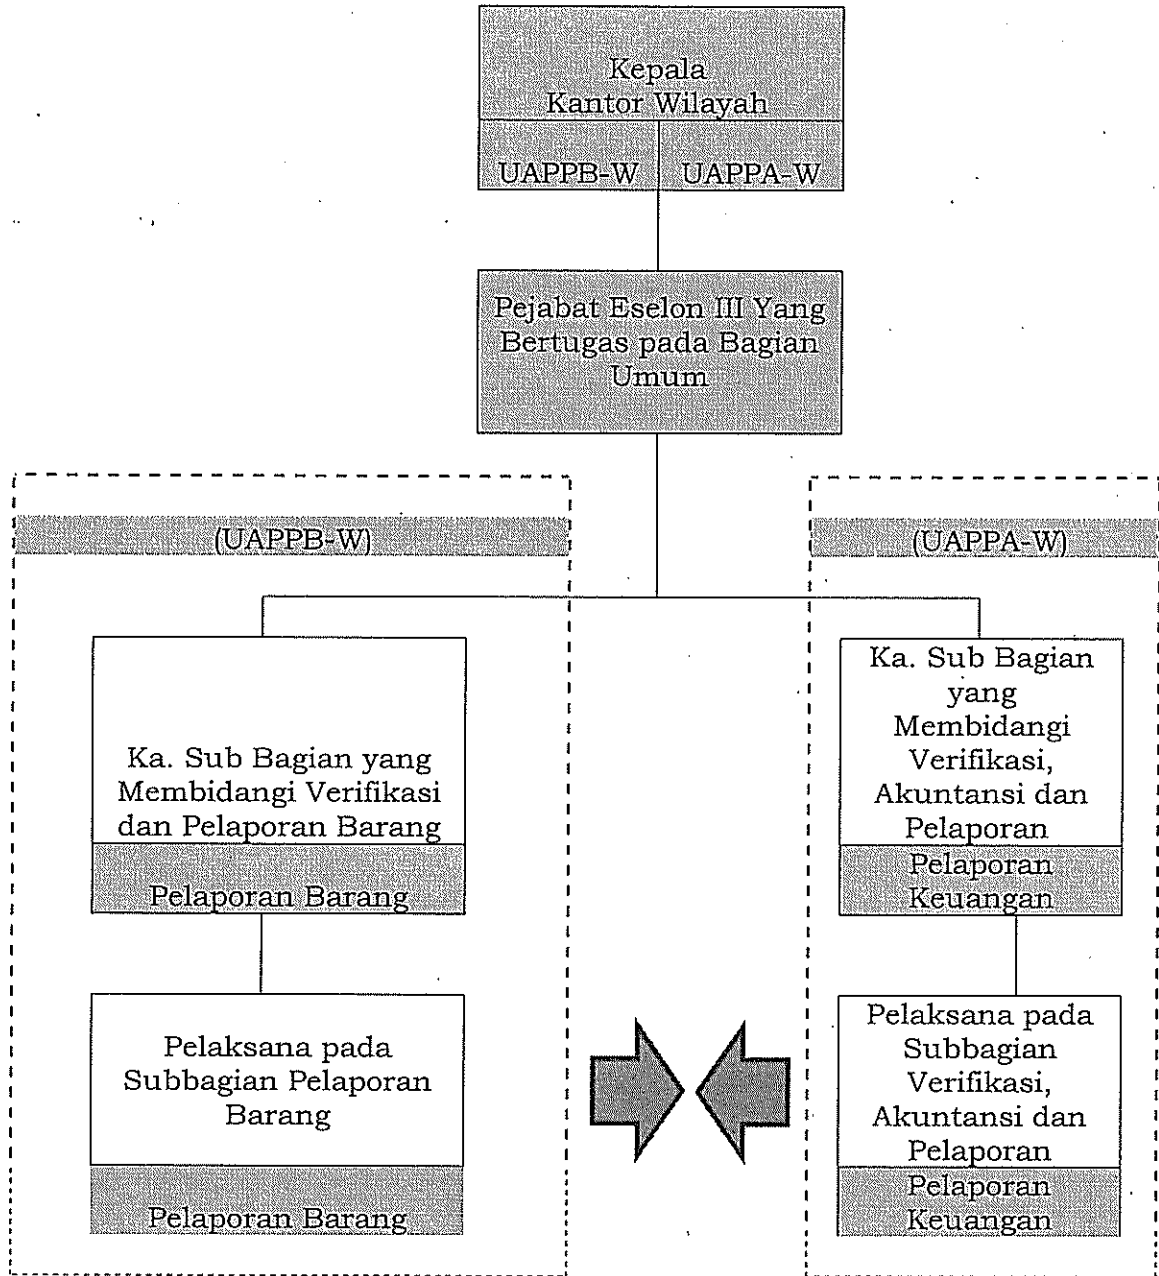 Kepala
Kantor Wilayah
UAPPB-W UAPPA-W
Pejabat Eselon III Yang
Bertugas pada Bagian
Umum
(UAPPB-W)
Ka. Sub Bagian yang
Membidangi Verifikasi
dan Pelaporan Barang
Pelaporan Barang
Pelaksana pada
Subbagian Pelaporan
Barang
Pelaporan Barang
(UAPPA-W)
Ka. Sub Bagian
yang
Membidangi
Verifikasi,
Akuntansi dan
Pelaporan
Pelaporan
Keuangan
Pelaksana pada
Subbagian
Verifikasi,
Akuntansi dan
Pelaporan
Pelaporan
Keuangan